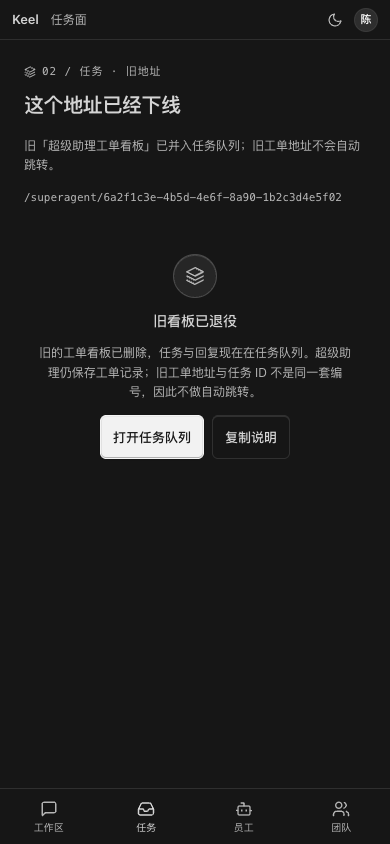 Keel 任务面 陈
02 / 任务 · 旧地址
这个地址已经下线
旧「超级助理工单看板」已并入任务队列；旧工单地址不会自动
跳转。
/superagent/6a2f1c3e-4b5d-4e6f-8a90-1b2c3d4e5f02
旧看板已退役
旧的工单看板已删除，任务与回复现在在任务队列。超级助
理仍保存工单记录；旧工单地址与任务 ID 不是同一套编
号，因此不做自动跳转。
打开任务队列 复制说明
工作区 任务 员工 团队